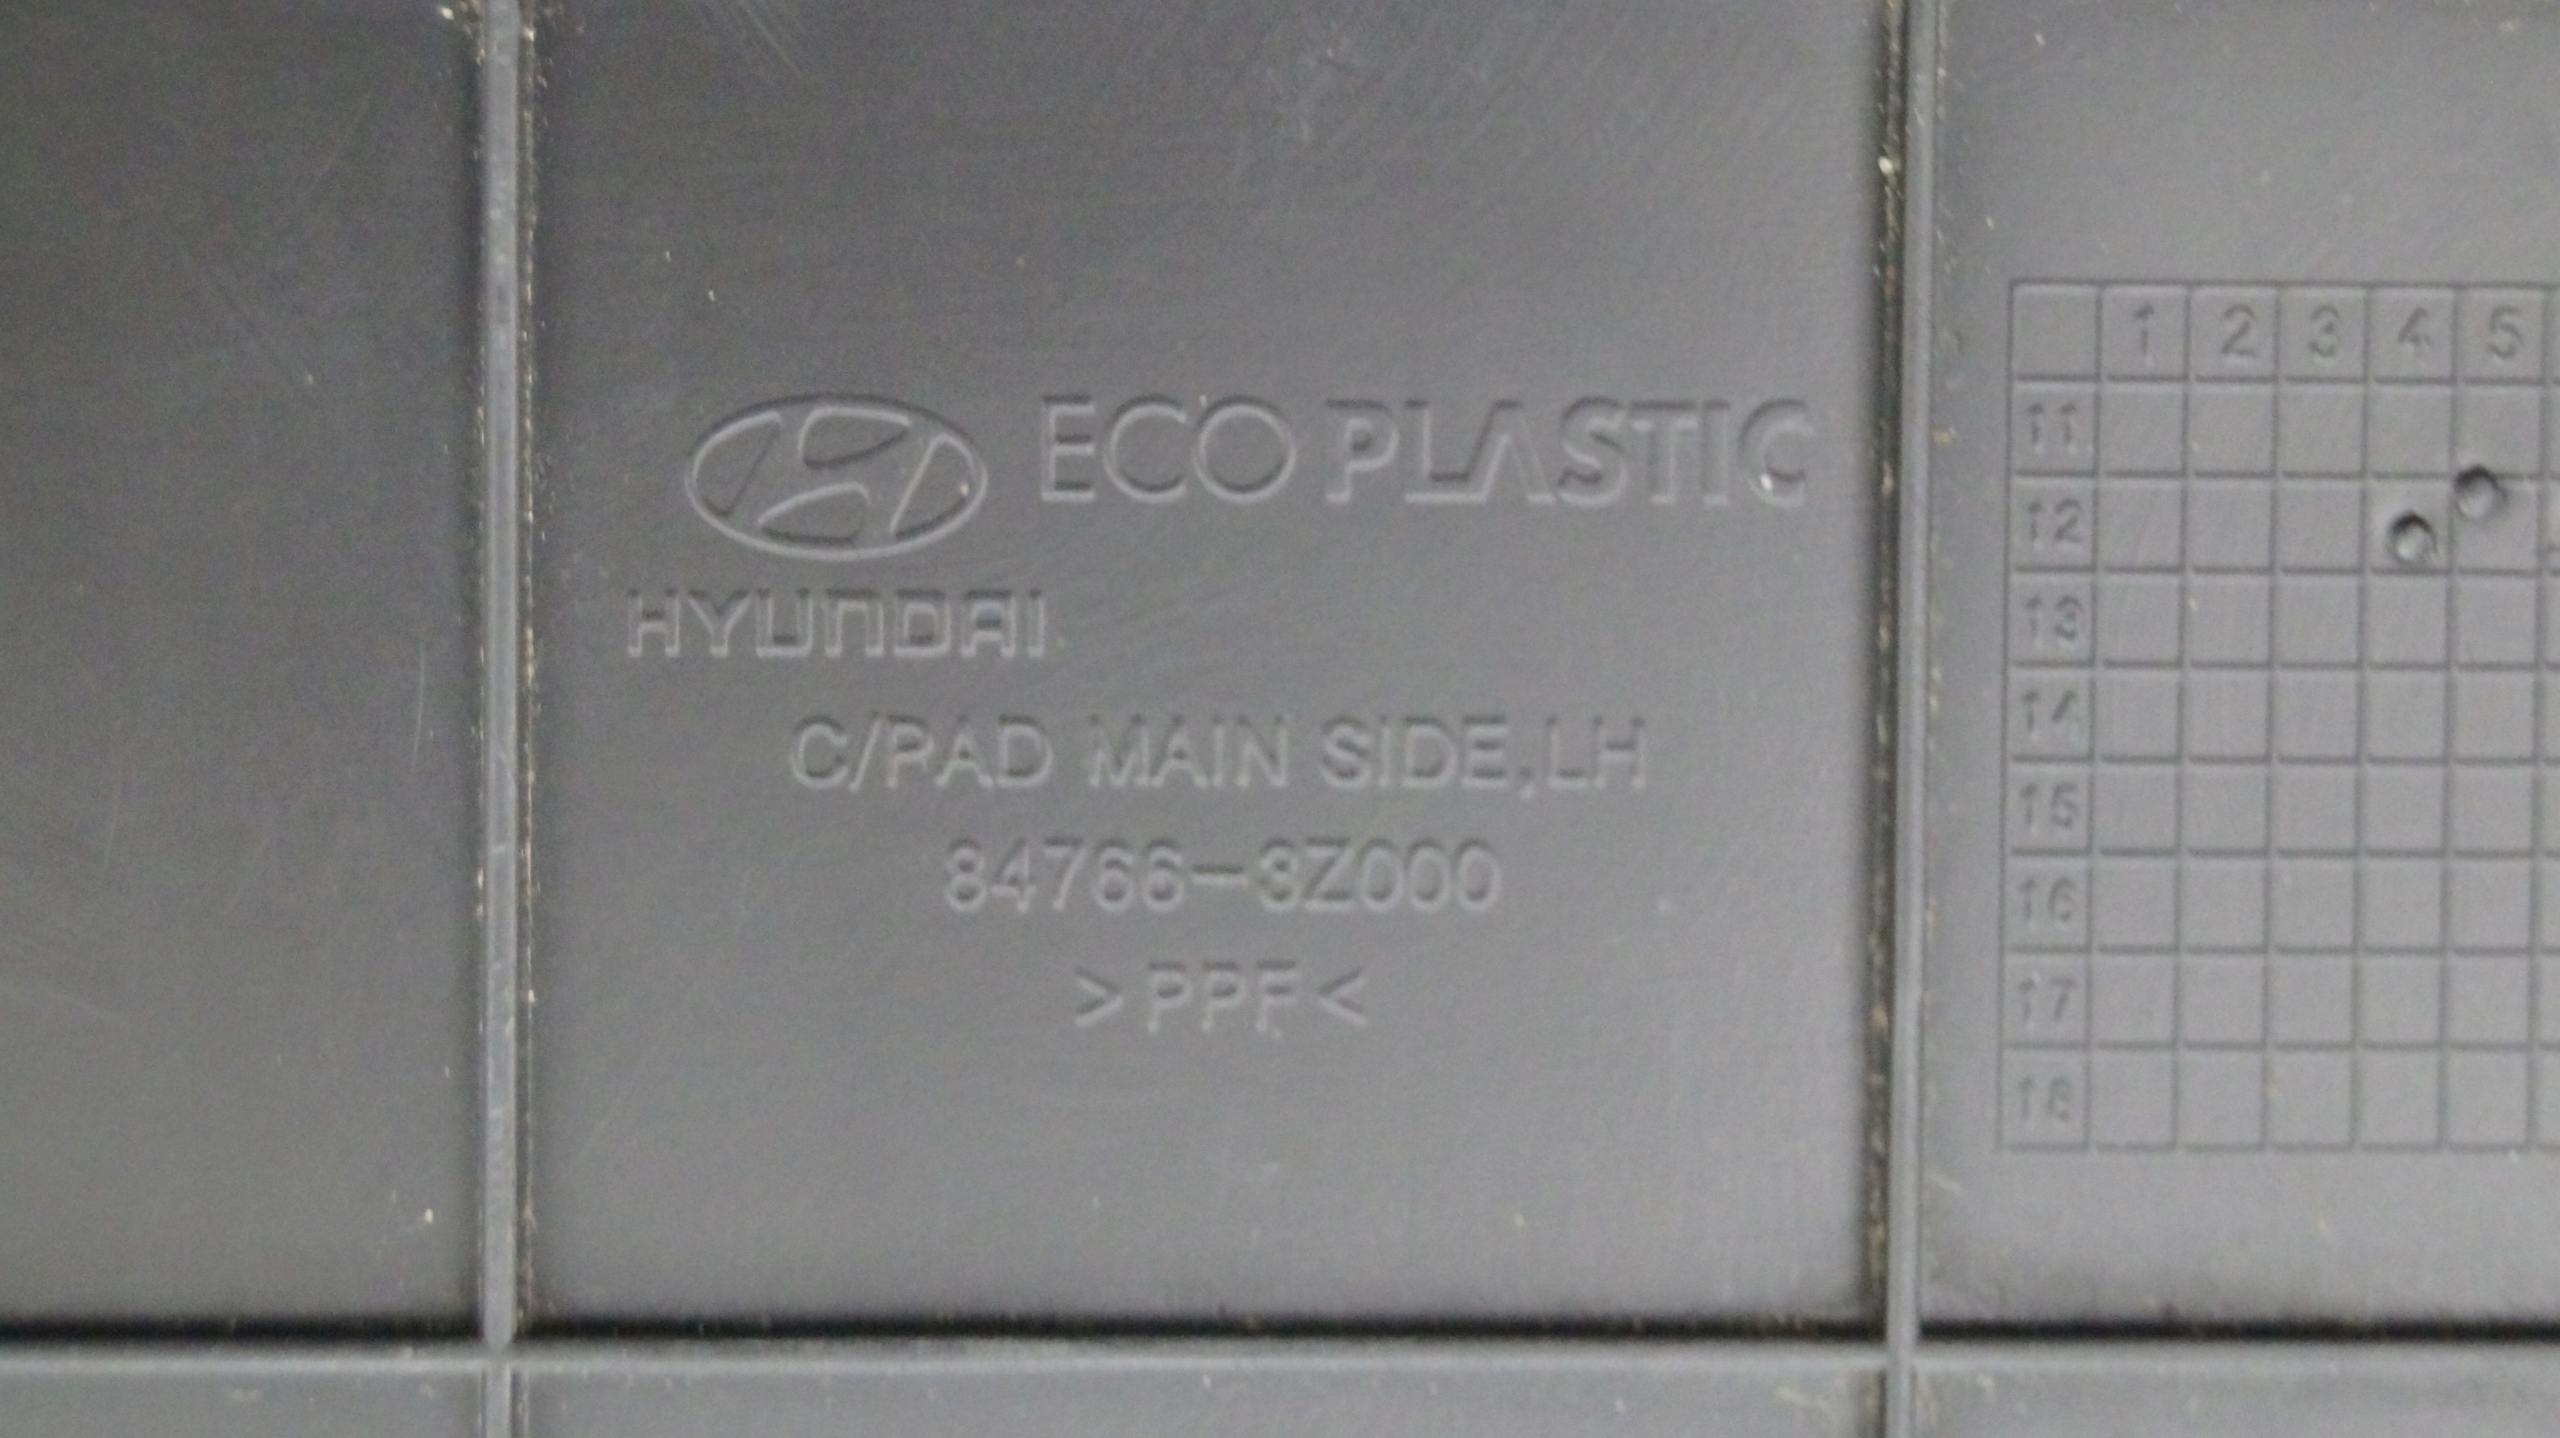 ECO PLASTIC
HYUNDAI
C/PAD MAIN SIDE,LH
84766-3Z000
>PPF<
1 2 3 4 5
11
12
13
14
15
16
17
18